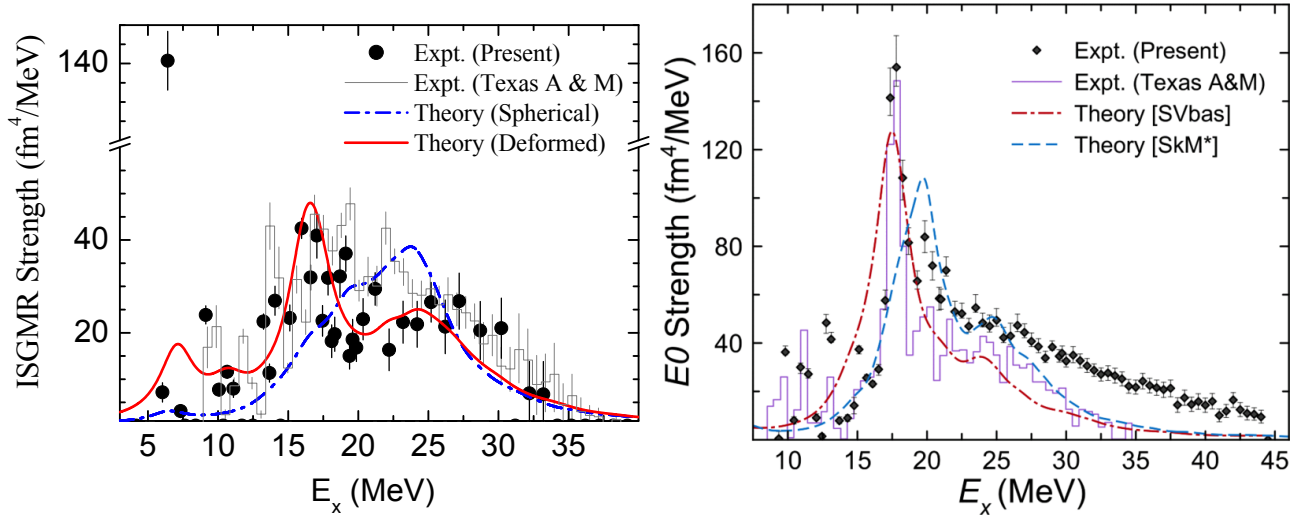 140
40
20
ISGMR Strength (fm⁴/MeV)
Expt. (Present)
Expt. (Texas A & M)
Theory (Spherical)
Theory (Deformed)
5 10 15 20 25 30 35
E_x (MeV)
160
120
80
40
E0 Strength (fm⁴/MeV)
Expt. (Present)
Expt. (Texas A&M)
Theory [SVbas]
Theory [SkM*]
10 15 20 25 30 35 40 45
E_x (MeV)